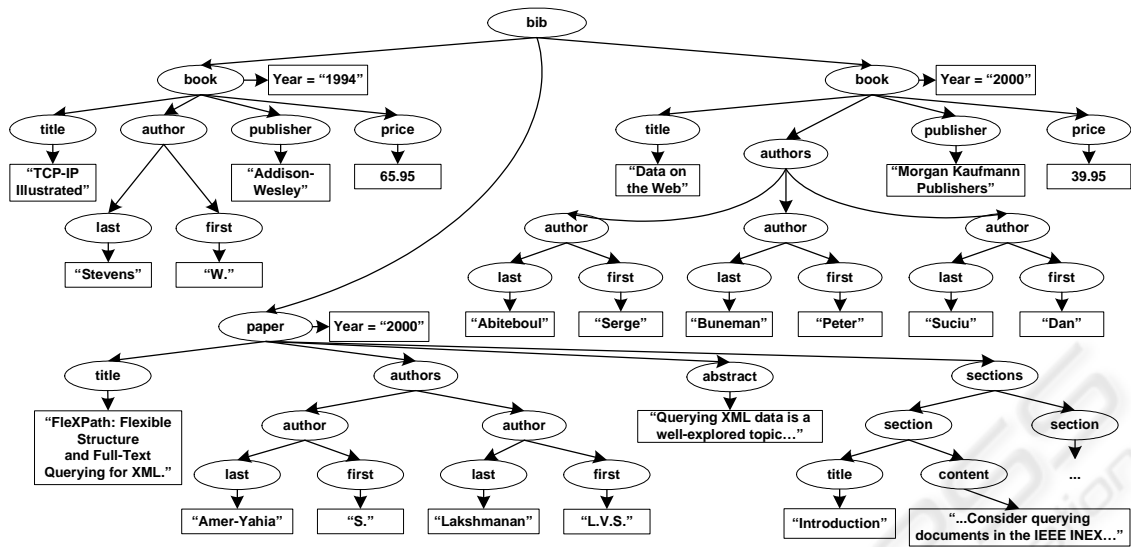 bib
book
Year = “1994”
title
author
publisher
price
“TCP-IP
Illustrated”
“Addison-
Wesley”
65.95
last
first
“Stevens”
“W.”
book
Year = “2000”
title
authors
publisher
price
“Data on
the Web”
“Morgan Kaufmann
Publishers”
39.95
author
author
author
last
first
last
first
last
first
“Abiteboul”
“Serge”
“Buneman”
“Peter”
“Suciu”
“Dan”
paper
Year = “2000”
title
authors
abstract
sections
“FleXPath: Flexible
Structure
and Full-Text
Querying for XML.”
author
author
“Querying XML data is a
well-explored topic…”
section
section
last
first
last
first
title
content
...
“Amer-Yahia”
“S.”
“Lakshmanan”
“L.V.S.”
“Introduction”
“...Consider querying
documents in the IEEE INEX…”